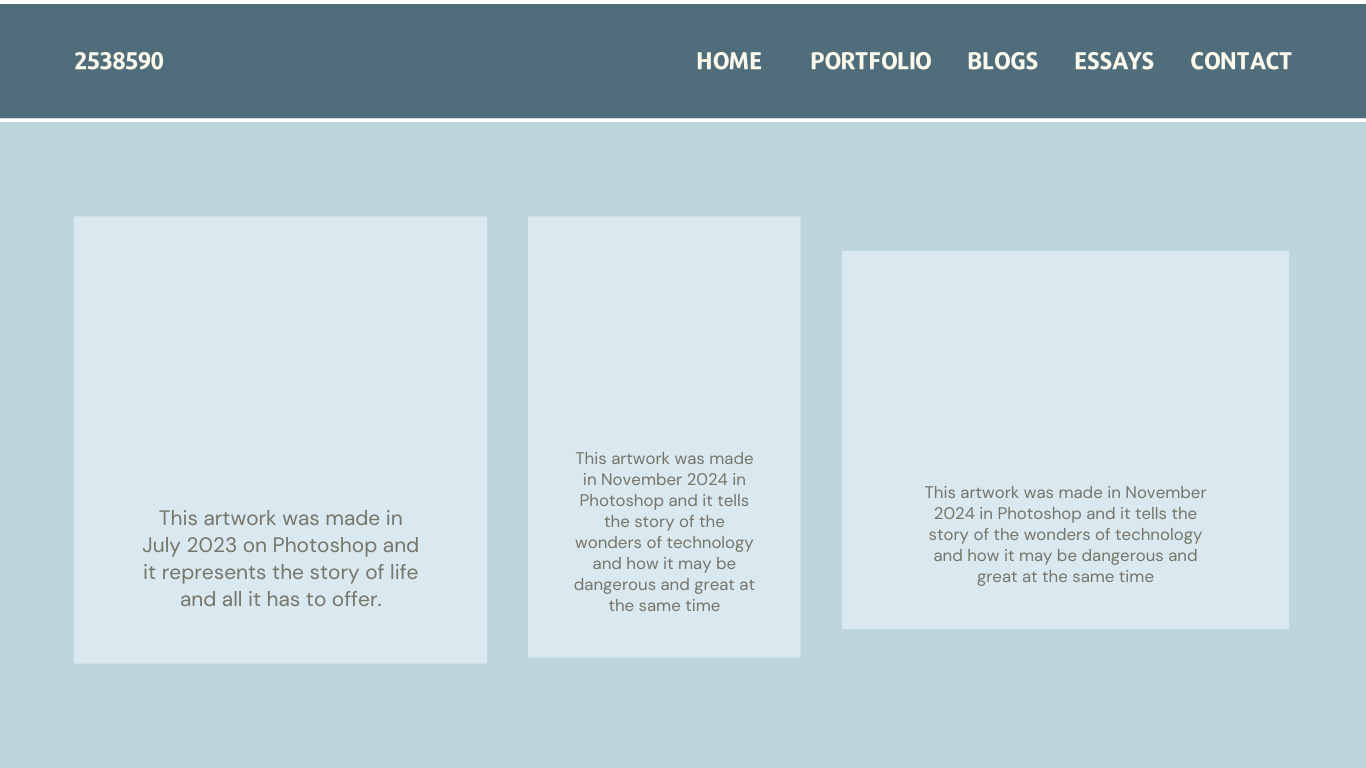 2538590
HOME PORTFOLIO BLOGS ESSAYS CONTACT
This artwork was made in
July 2023 on Photoshop and
it represents the story of life
and all it has to offer.
This artwork was made
in November 2024 in
Photoshop and it tells
the story of the
wonders of technology
and how it may be
dangerous and great at
the same time
This artwork was made in November
2024 in Photoshop and it tells the
story of the wonders of technology
and how it may be dangerous and
great at the same time